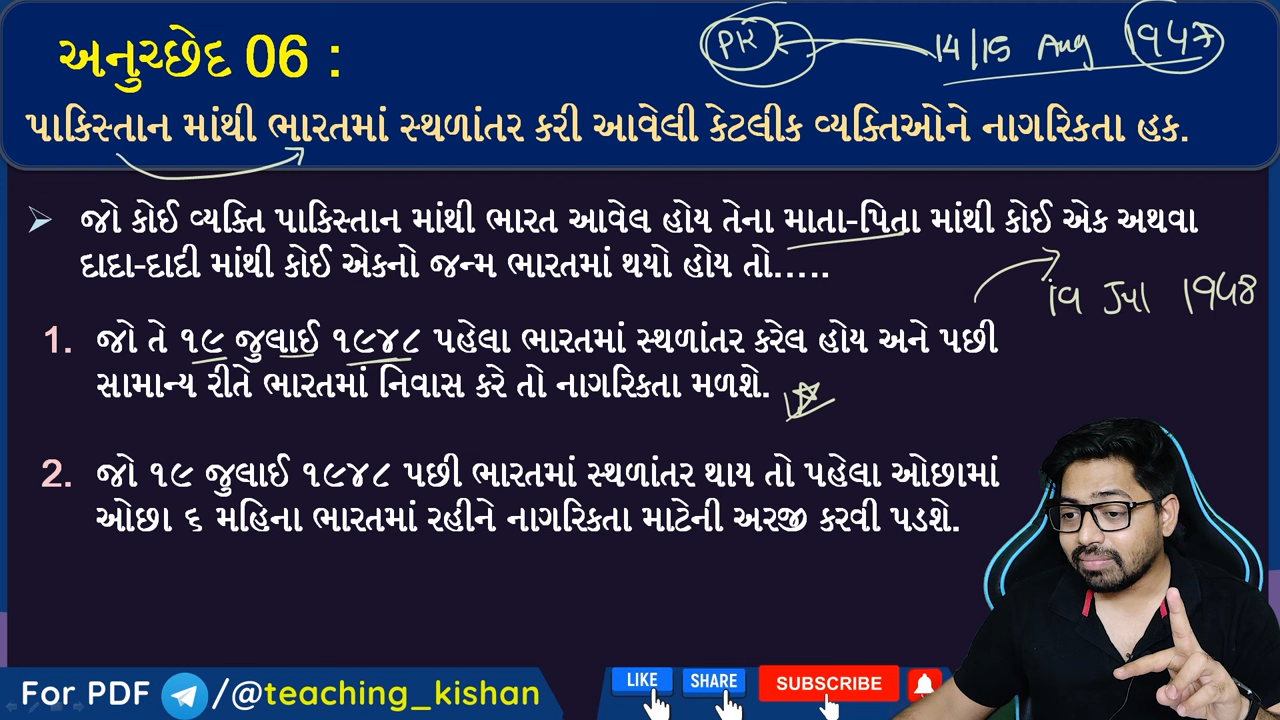 અનુચ્છેદ 06 :
PK 14/15 Aug 1947
પાકિસ્તાન માંથી ભારતમાં સ્થળાંતર કરી આવેલી કેટલીક વ્યક્તિઓને નાગરિકતા હક.
જો કોઈ વ્યક્તિ પાકિસ્તાન માંથી ભારત આવેલ હોય તેના માતા-પિતા માંથી કોઈ એક અથવા
દાદા-દાદી માંથી કોઈ એકનો જન્મ ભારતમાં થયો હોય તો.....
19 Jul 1948
1. જો તે ૧૯ જુલાઈ ૧૯૪૮ પહેલા ભારતમાં સ્થળાંતર કરેલ હોય અને પછી
સામાન્ય રીતે ભારતમાં નિવાસ કરે તો નાગરિકતા મળશે.
2. જો ૧૯ જુલાઈ ૧૯૪૮ પછી ભારતમાં સ્થળાંતર થાય તો પહેલા ઓછામાં
ઓછા ૬ મહિના ભારતમાં રહીને નાગરિકતા માટેની અરજી કરવી પડશે.
For PDF /@teaching_kishan
LIKE SHARE SUBSCRIBE